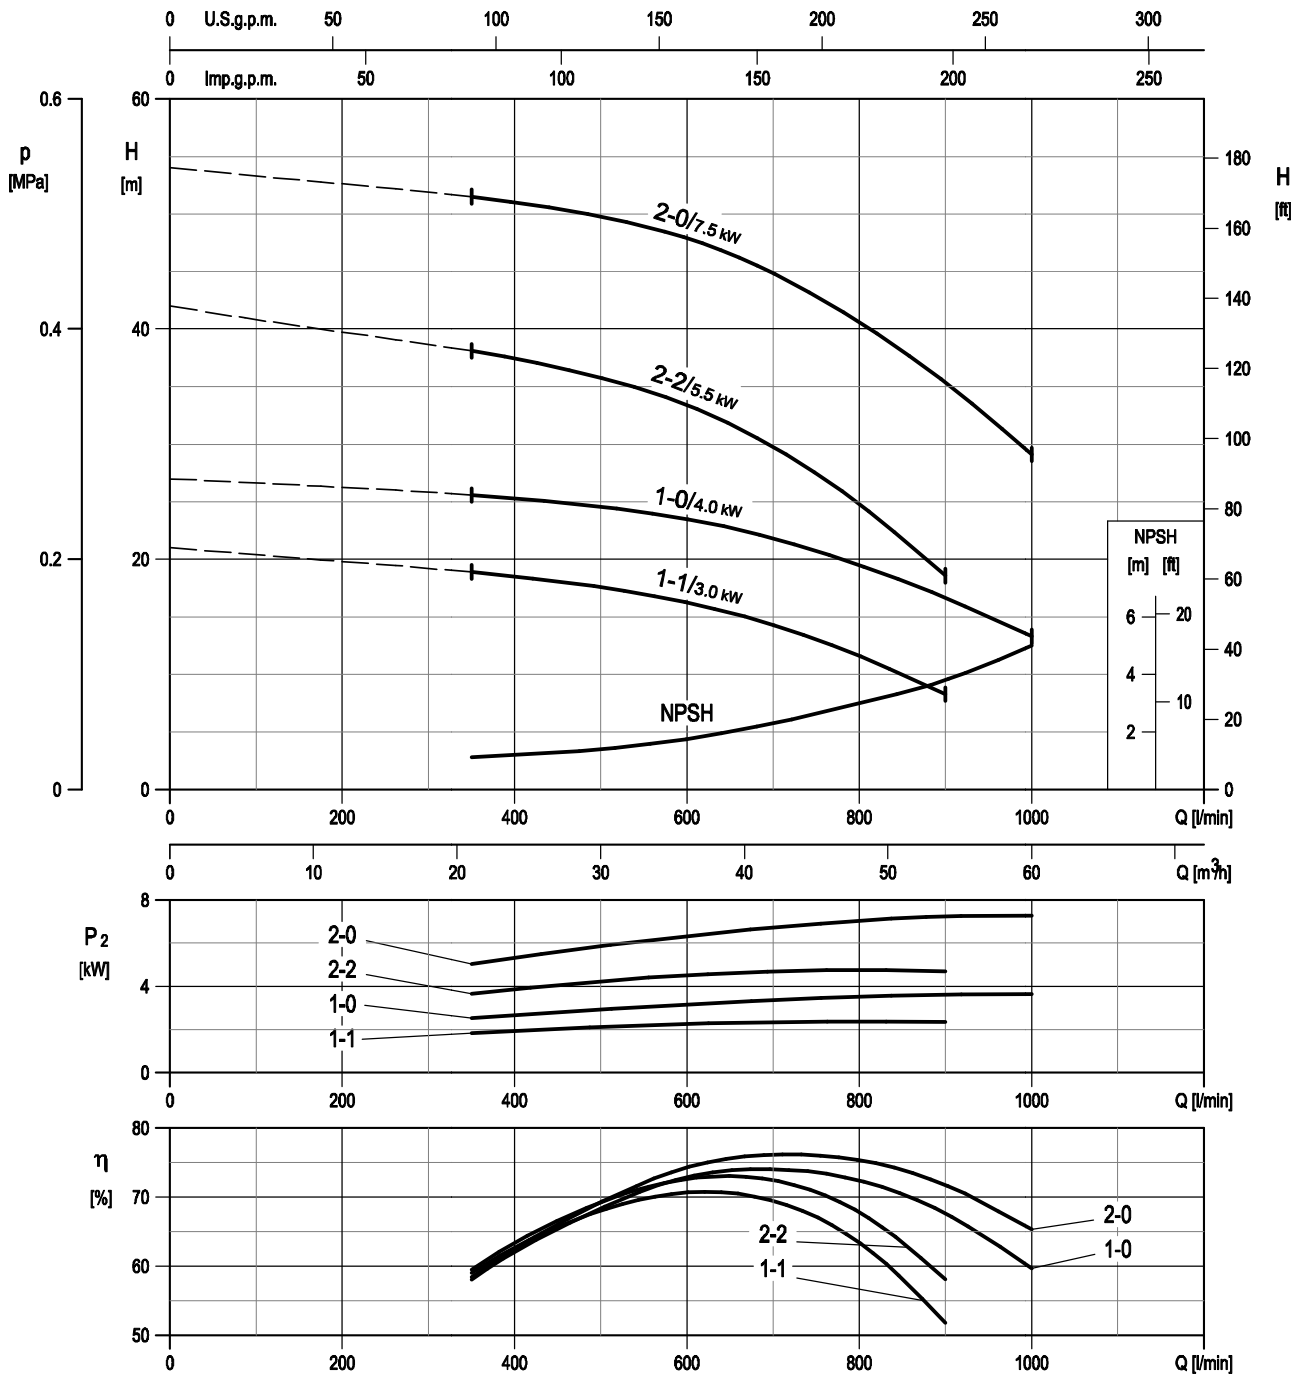 0 U.S.g.p.m. 50 100 150 200 250 300
0 Imp.g.p.m. 50 100 150 200 250
0.6 60
p H
[MPa] [m]
180
H
[ft]
2-0/7.5 kW
160
140
0.4 40
2-2/5.5 kW
120
100
1-0/4.0 kW
80
NPSH
0.2 20
[m] [ft]
1-1/3.0 kW
60
6 20
40
4
NPSH
10
20
2
0 0 0
0 200 400 600 800 1000 Q [l/min]
0 10 20 30 40 50 60 Q [m³/h]
8
P2
2-0
[kW]
2-2
4
1-0
1-1
0
0 200 400 600 800 1000 Q [l/min]
80
η
[%]
70
2-0
2-2
1-0
60
1-1
50
0 200 400 600 800 1000 Q [l/min]